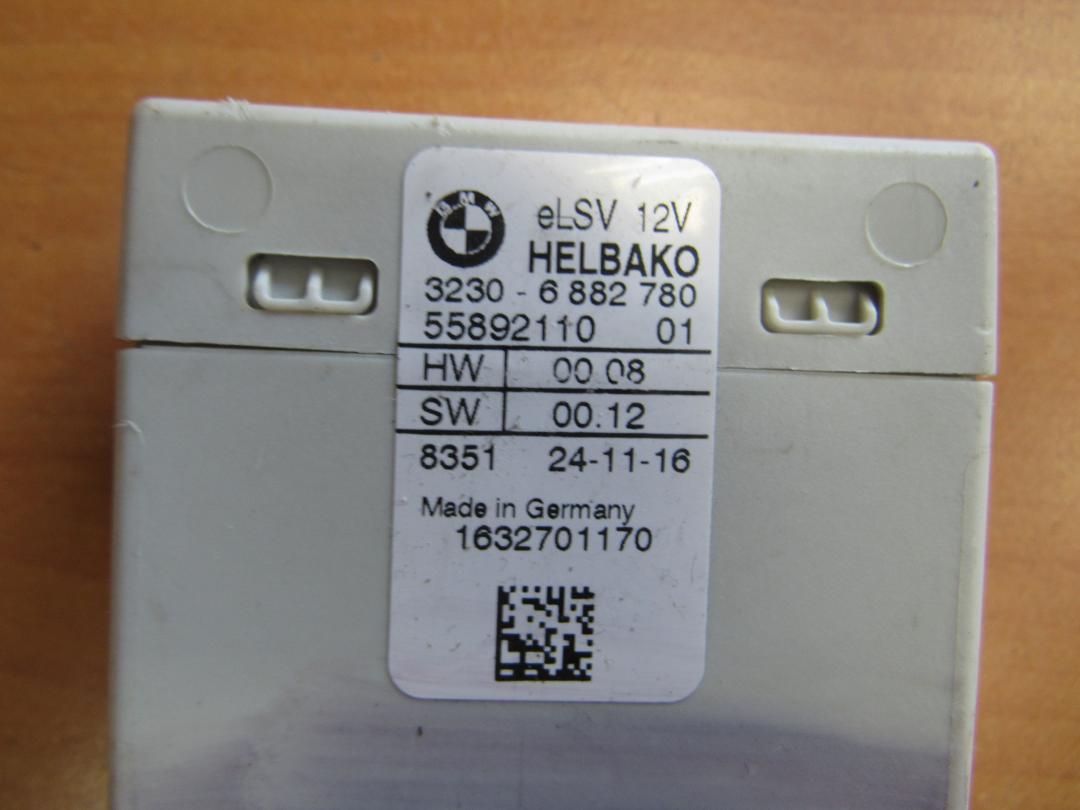 BMW
eLSV 12V
HELBAKO
3230 - 6 882 780
55892110 01
HW 00.08
SW 00.12
8351 24-11-16
Made in Germany
1632701170